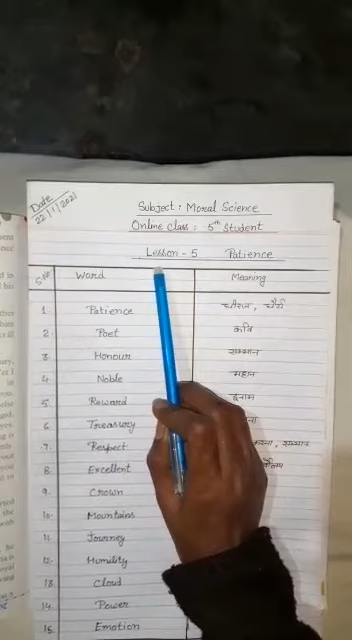 Date
22/1/2021
Subject: Moral Science
Online Class: 5th Student
Lesson - 5 Patience
S.No Word Meaning
1. Patience धीरज, धैर्य
2. Poet कवि
3. Honour सम्मान
4. Noble महान
5. Reward इनाम
6. Treasury
7. Respect करना, सम्मान
8. Excellent
9. Crown
10. Mountains
11. Journey
12. Humility
13. Cloud
14. Power
15. Emotion